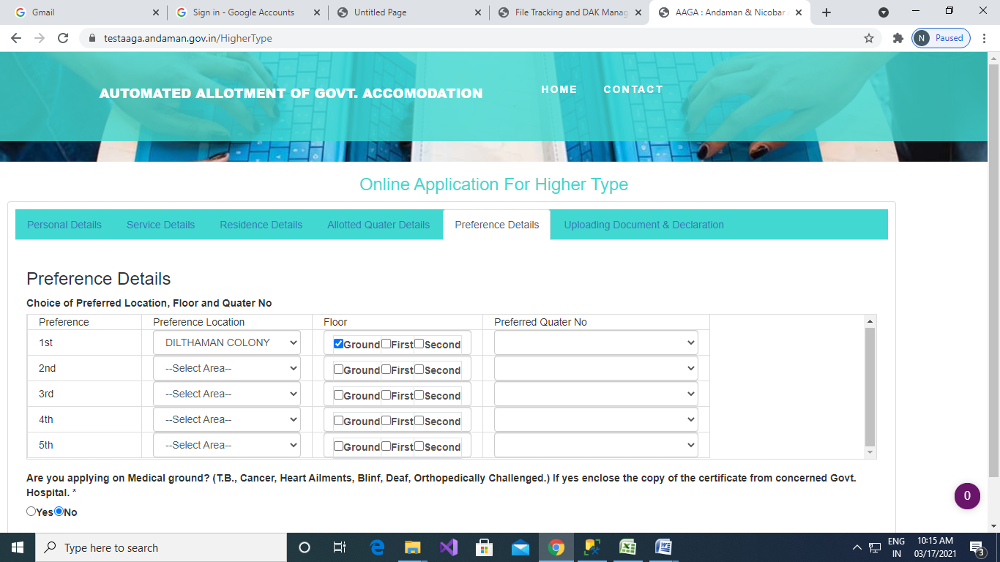 Gmail
Sign in - Google Accounts
Untitled Page
File Tracking and DAK Manag
AAGA : Andaman & Nicobar
testaaga.andaman.gov.in/HigherType
N Paused
AUTOMATED ALLOTMENT OF GOVT. ACCOMODATION
HOME CONTACT
Online Application For Higher Type
Personal Details Service Details Residence Details Allotted Quater Details Preference Details Uploading Document & Declaration
Preference Details
Choice of Preferred Location, Floor and Quater No
Preference Preference Location Floor Preferred Quater No
1st DILTHAMAN COLONY Ground First Second
2nd --Select Area-- Ground First Second
3rd --Select Area-- Ground First Second
4th --Select Area-- Ground First Second
5th --Select Area-- Ground First Second
Are you applying on Medical ground? (T.B., Cancer, Heart Ailments, Blinf, Deaf, Orthopedically Challenged.) If yes enclose the copy of the certificate from concerned Govt.
Hospital. *
Yes No
0
Type here to search
ENG
IN
10:15 AM
03/17/2021
3